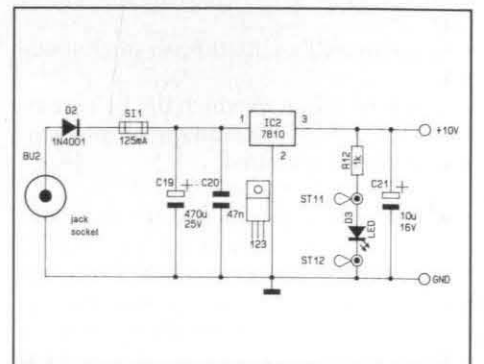 D2
1N4001
SI1
125mA
1
IC2
7810
3
2
+10V
BU2
jack
socket
C19
+
470u
25V
C20
47n
123
R12
1k
ST11
D3
LED
ST12
C21
+
10u
16V
GND